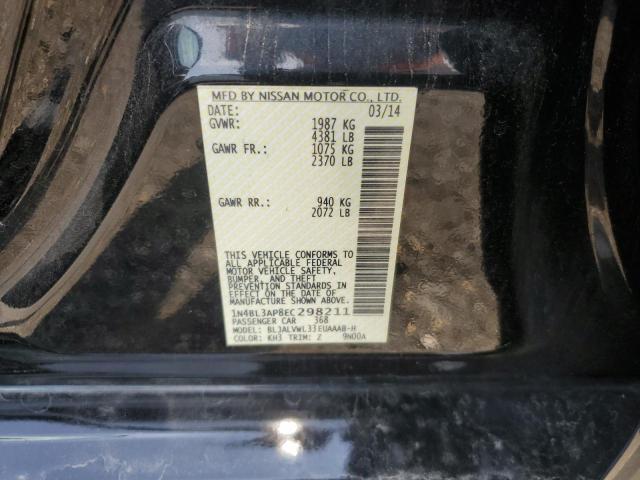 MFD BY NISSAN MOTOR CO., LTD.
DATE: 03/14
GVWR: 1987 KG
4381 LB
GAWR FR.: 1075 KG
2370 LB
GAWR RR.: 940 KG
2072 LB
THIS VEHICLE CONFORMS TO
ALL APPLICABLE FEDERAL
MOTOR VEHICLE SAFETY,
BUMPER, AND THEFT
PREVENTION STANDARDS IN
EFFECT ON THE DATE OF
MANUFACTURE SHOWN ABOVE.
1N4BL3AP8EC298211
PASSENGER CAR 368
MODEL: BLJALVWL33EUAAAB-H
COLOR: KH3 TRIM: Z 9N00A